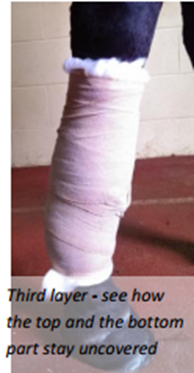 Third layer - see how
the top and the bottom
part stay uncovered